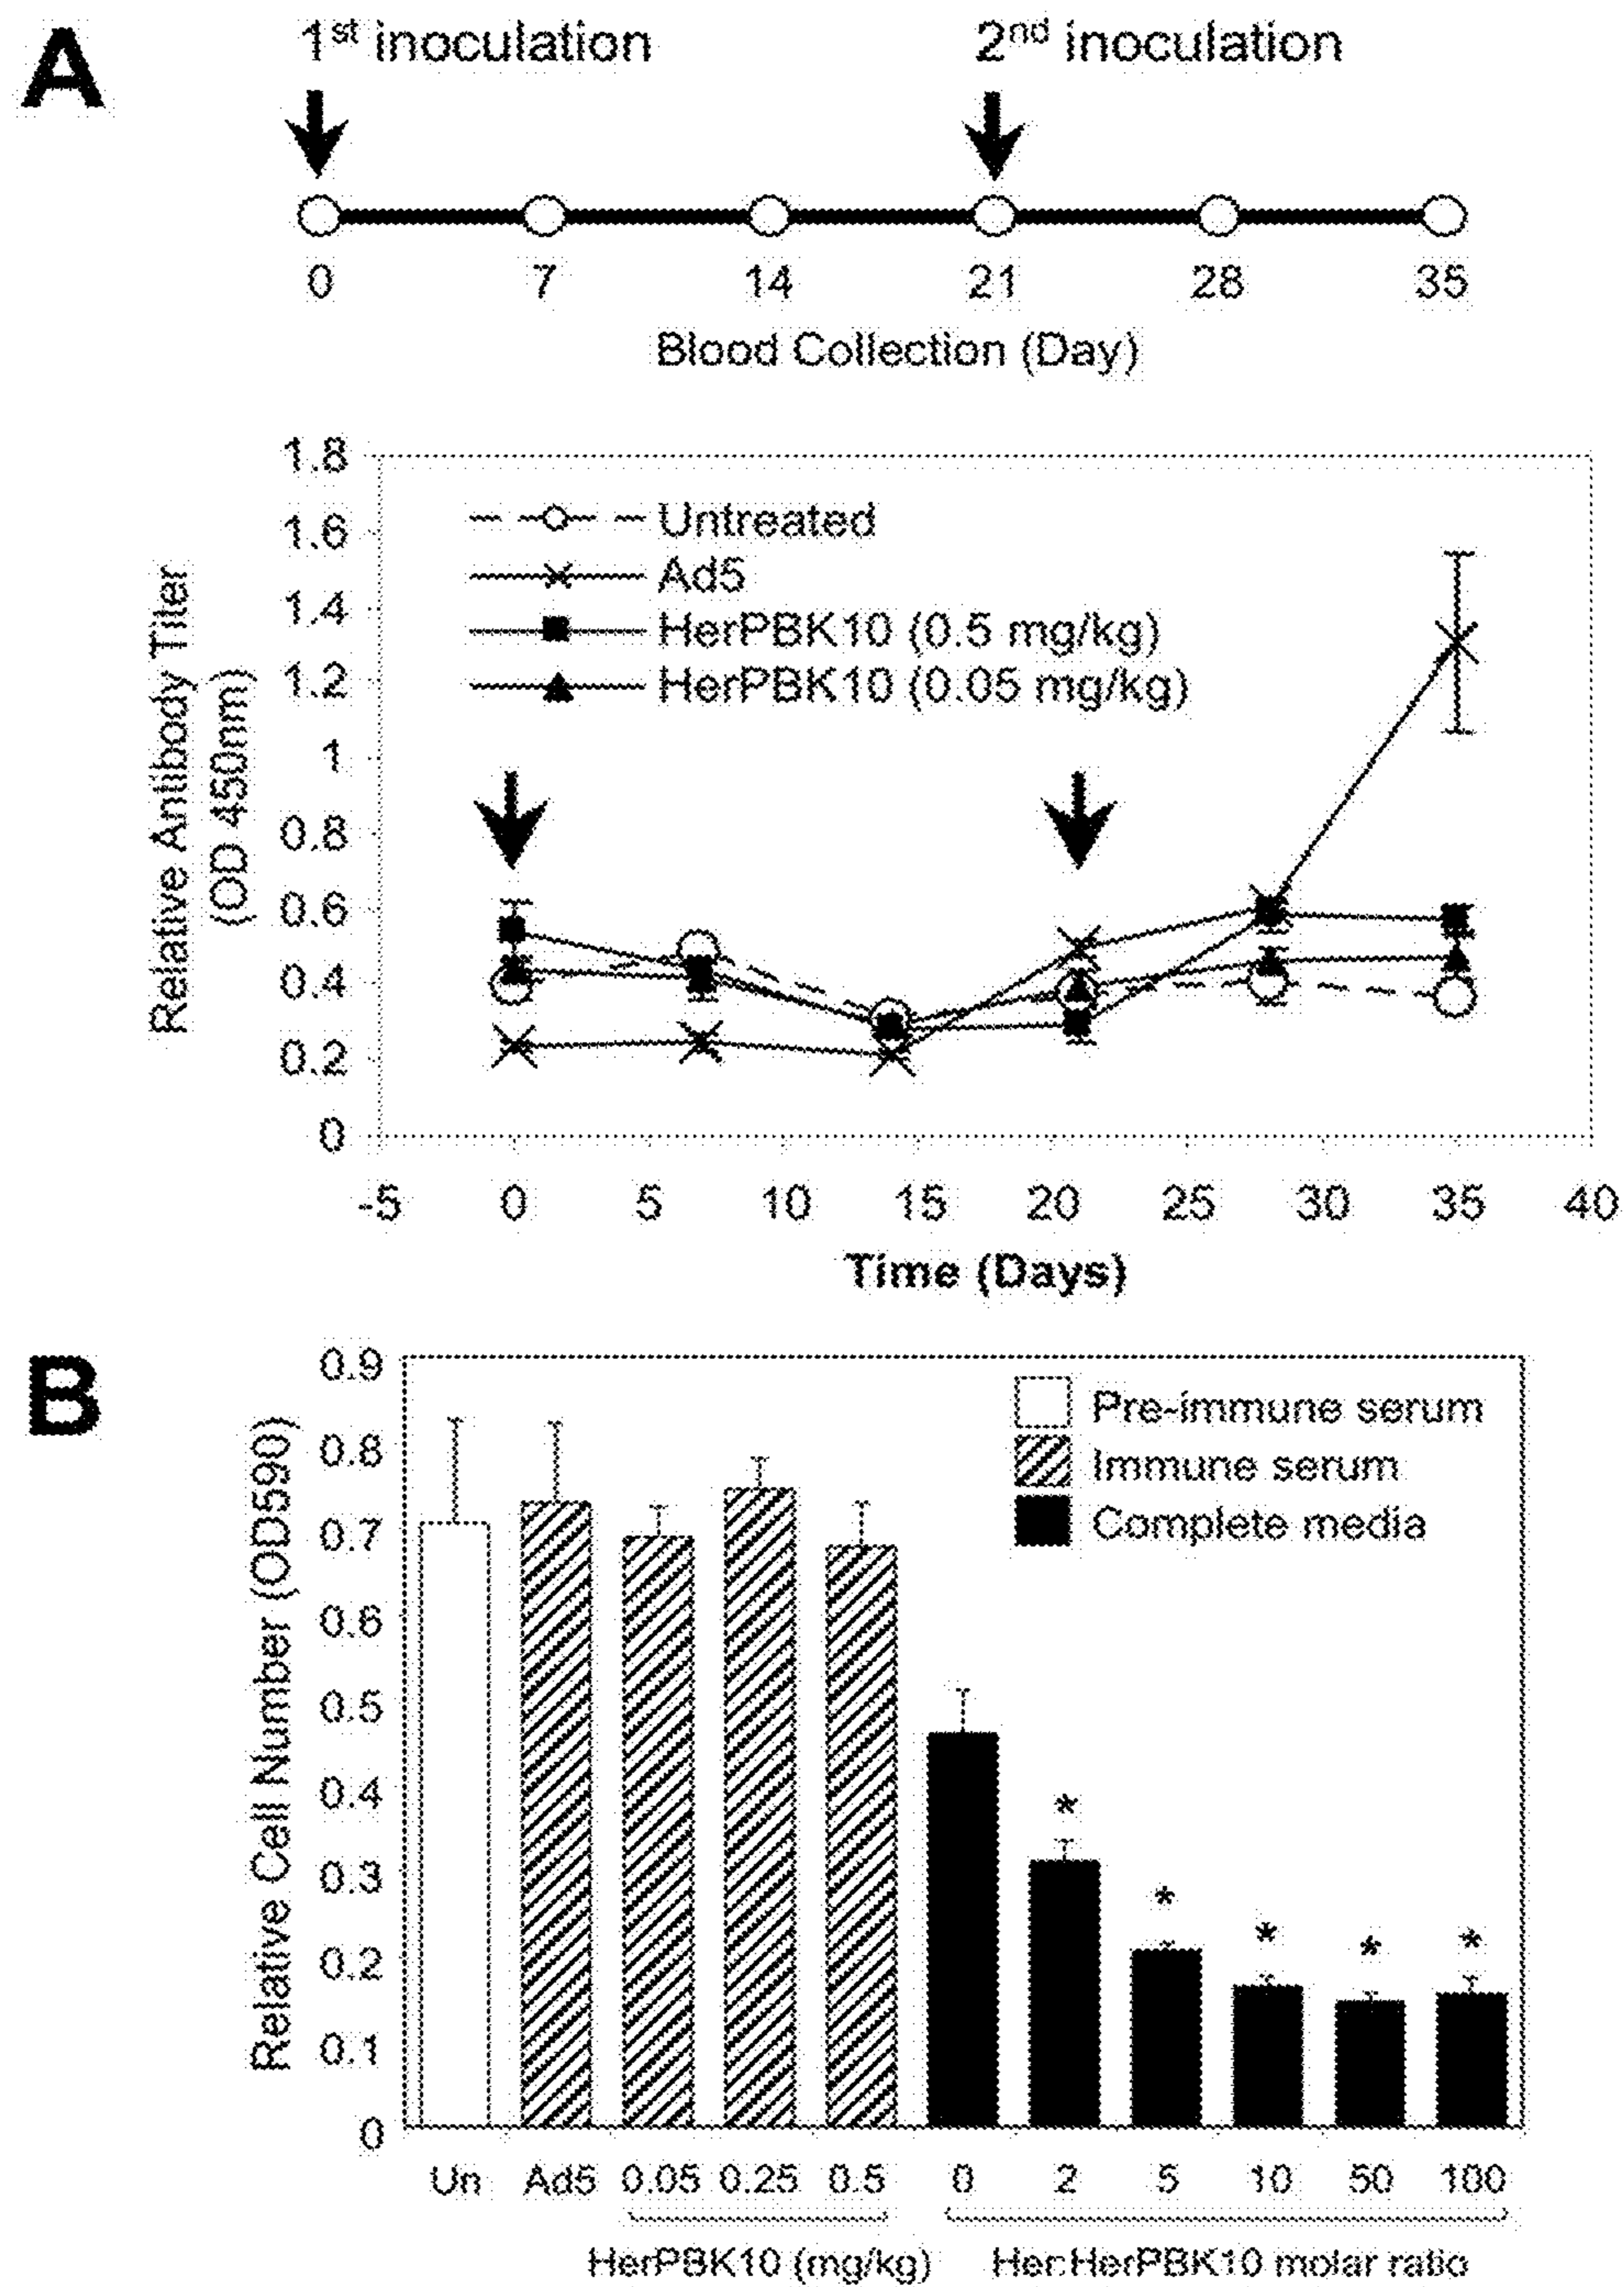 A
1st inoculation 2nd inoculation
0 7 14 21 28 35
Blood Collection (Day)
Relative Antibody Titer
(OD 450nm)
1.8
1.6
1.4
1.2
1
0.8
0.6
0.4
0.2
0
Untreated
Ad5
HerPBK10 (0.5 mg/kg)
HerPBK10 (0.05 mg/kg)
-5 0 5 10 15 20 25 30 35 40
Time (Days)
B
Relative Cell Number (OD590)
0.9
0.8
0.7
0.6
0.5
0.4
0.3
0.2
0.1
0
Pre-immune serum
Immune serum
Complete media
* * * * *
Un Ad5 0.05 0.25 0.5 0 2 5 10 50 100
HerPBK10 (mg/kg) Her:HerPBK10 molar ratio